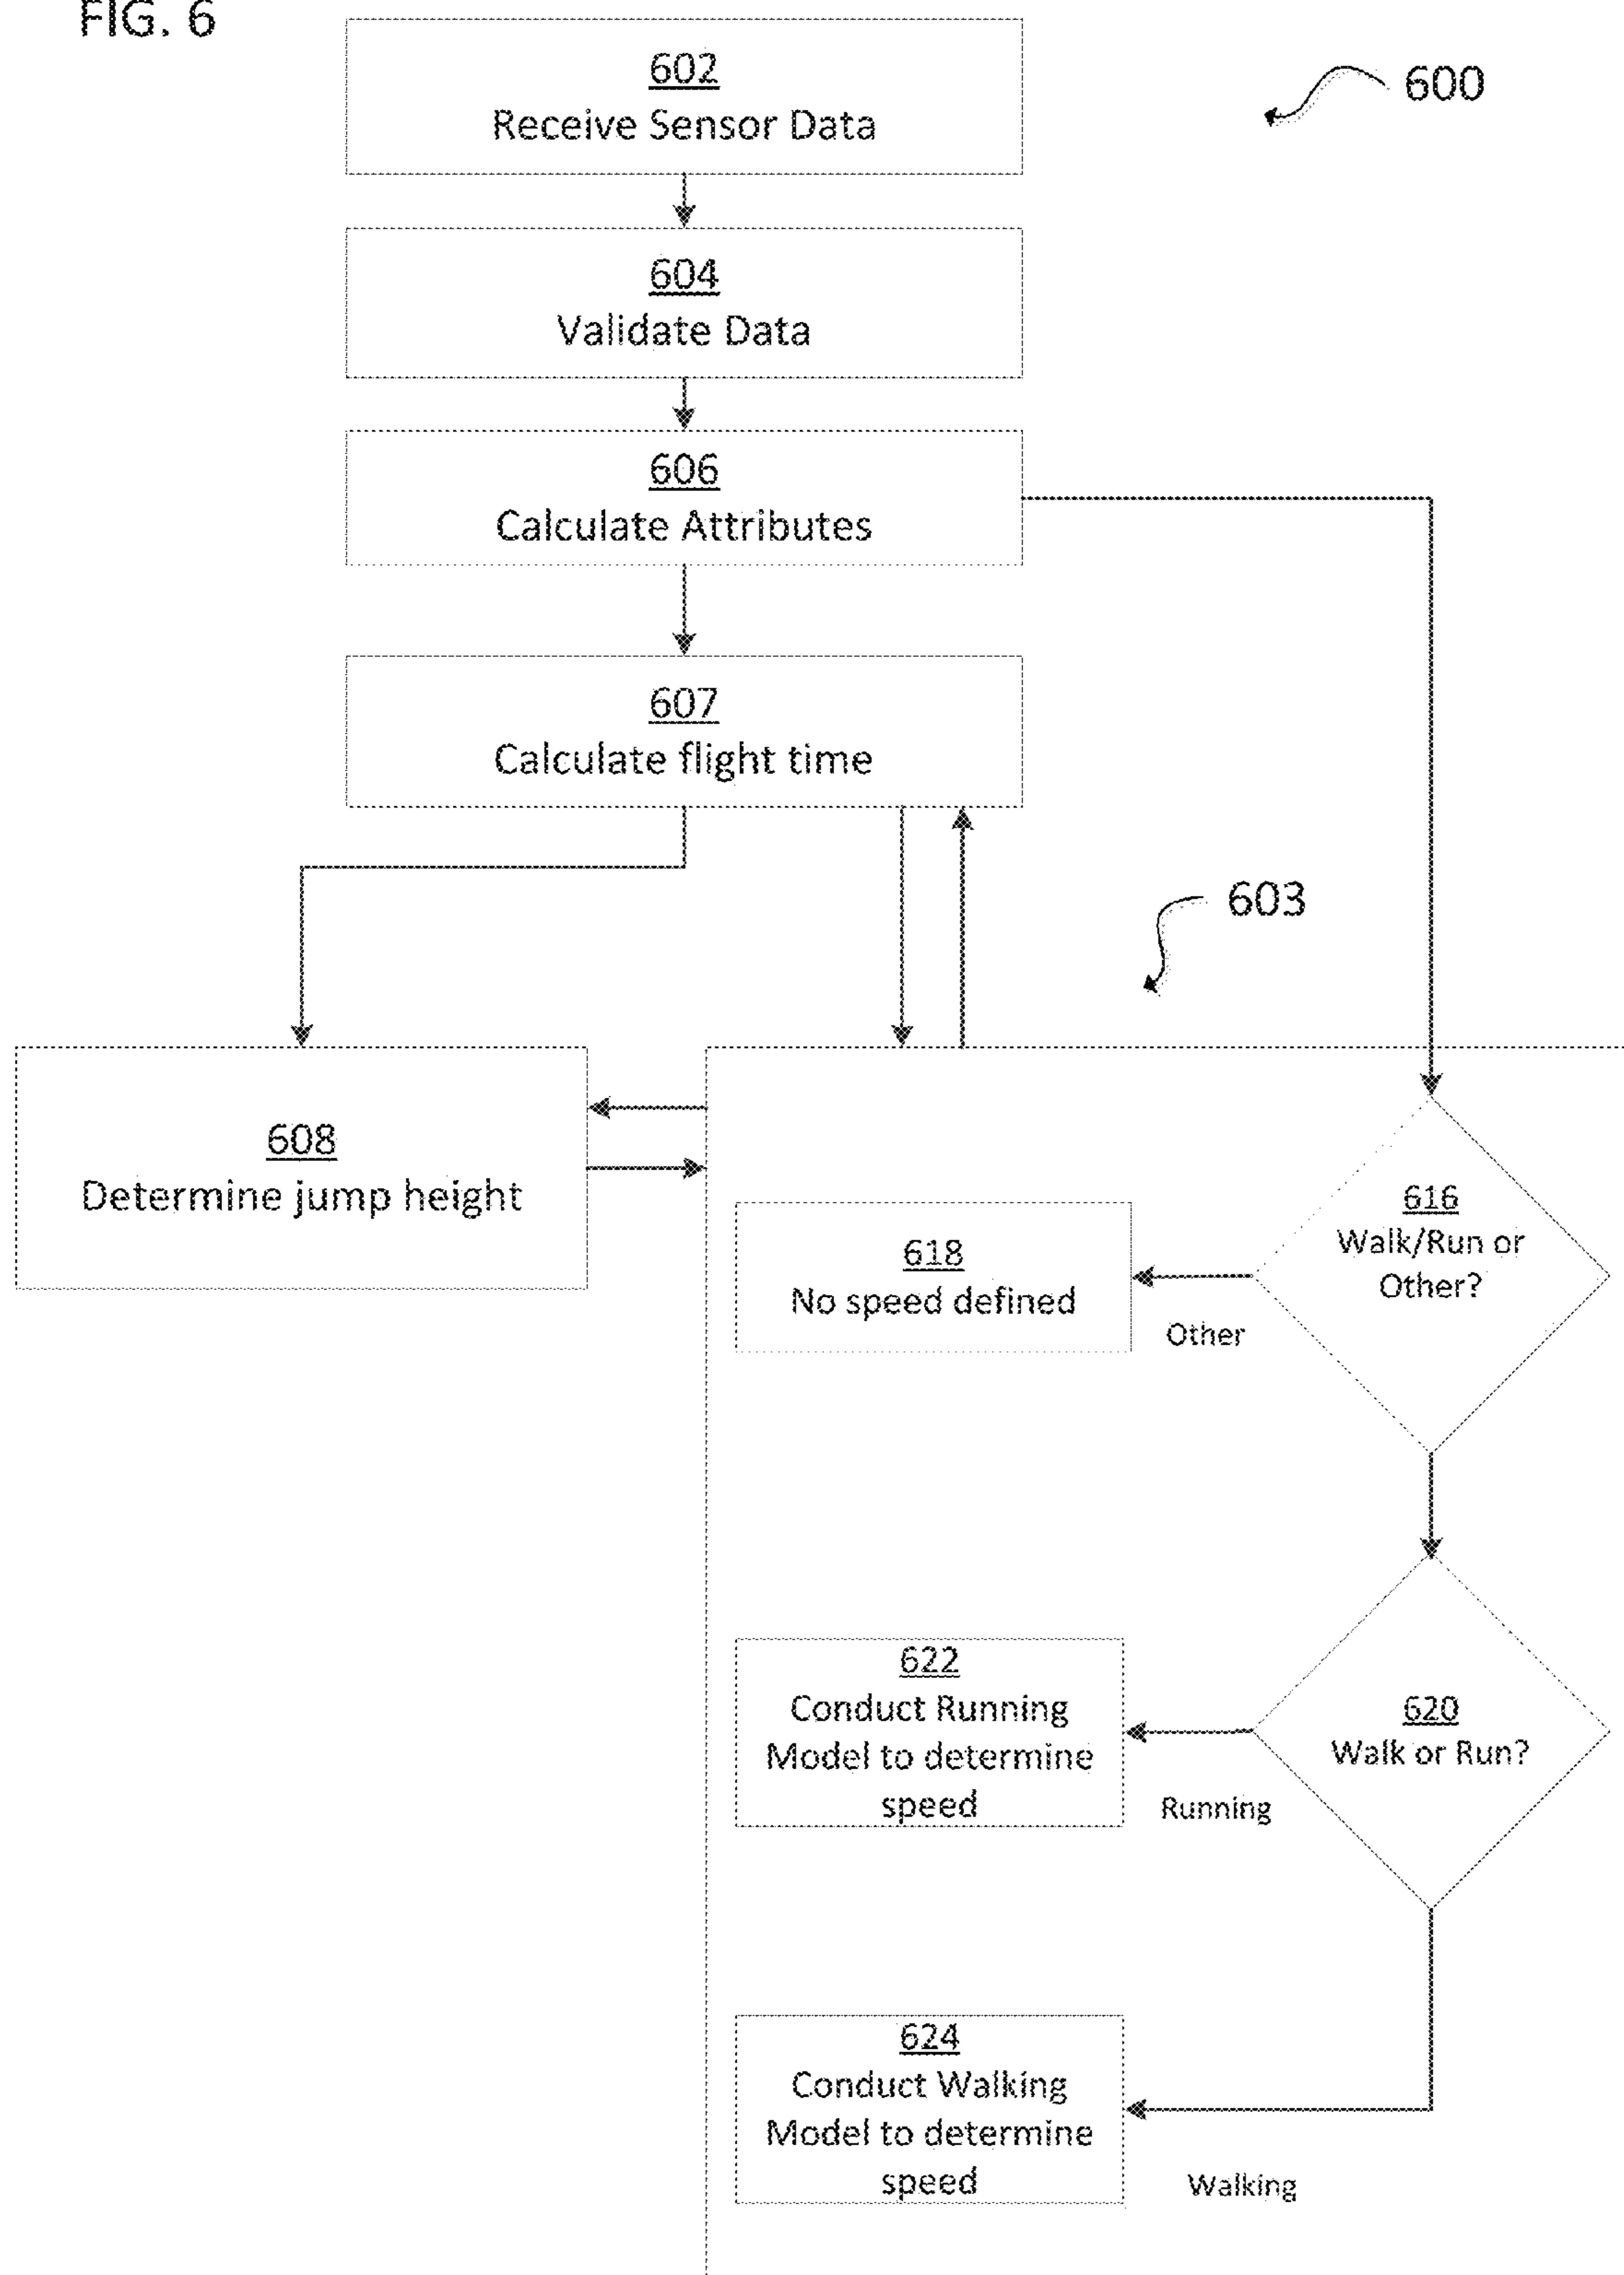 FIG. 6
602
Receive Sensor Data
600
604
Validate Data
606
Calculate Attributes
607
Calculate flight time
603
608
Determine jump height
616
Walk/Run or
Other?
618
No speed defined
Other
622
Conduct Running
Model to determine
speed
620
Walk or Run?
Running
624
Conduct Walking
Model to determine
speed
Walking